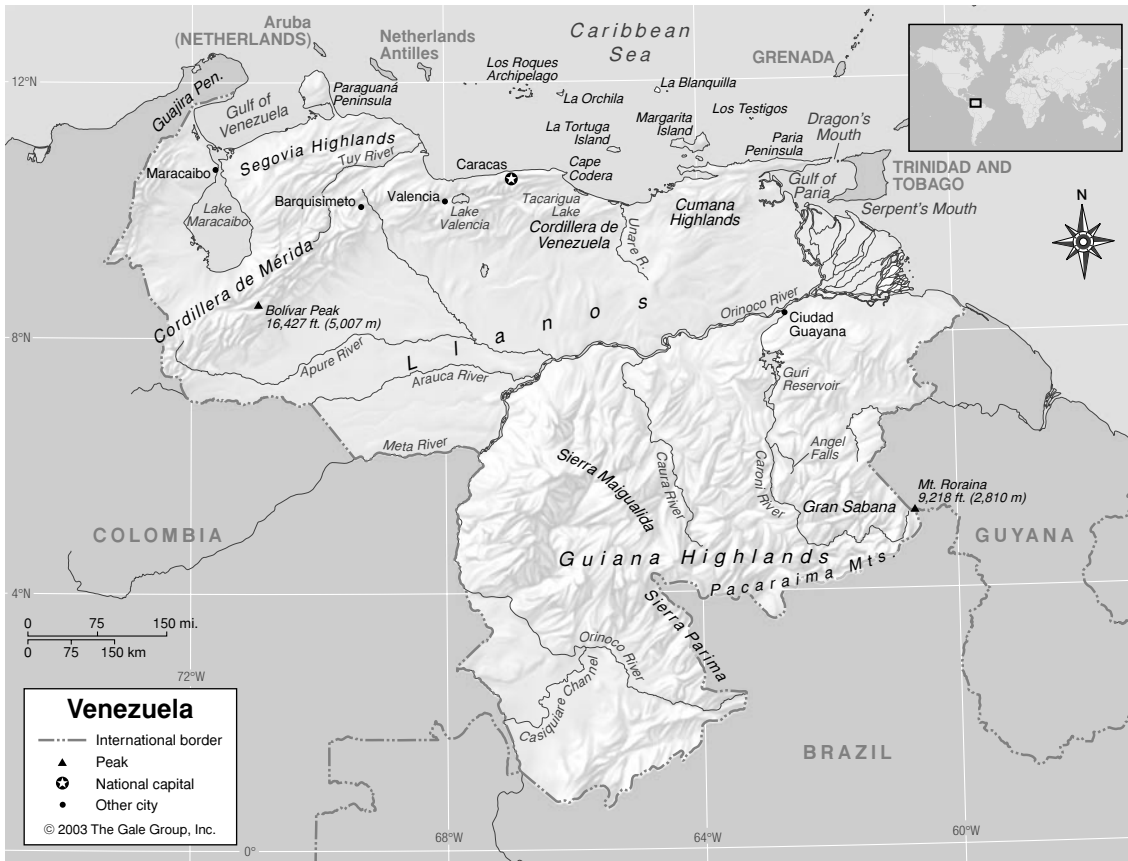 Aruba
(NETHERLANDS)
Netherlands
Antilles
Caribbean
Sea
GRENADA
12°N
Guajira Pen.
Gulf of
Venezuela
Paraguaná
Peninsula
Los Roques
Archipelago
La Orchila
La Blanquilla
Los Testigos
La Tortuga
Island
Margarita
Island
Paria
Peninsula
Dragon's
Mouth
Segovia Highlands
Tuy River
Caracas
Cape
Codera
Gulf of
Paria
TRINIDAD AND
TOBAGO
Serpent's Mouth
Maracaibo
Barquisimeto
Valencia
Lake
Maracaibo
Lake
Valencia
Tacarigua
Lake
Cordillera de
Venezuela
Unare R.
Cumana
Highlands
N
Cordillera de Mérida
Bolívar Peak
16,427 ft. (5,007 m)
Llanos
Orinoco River
Ciudad
Guayana
8°N
Apure River
Arauca River
Guri
Reservoir
Meta River
Sierra Maigualida
Caura River
Caroni River
Angel
Falls
Mt. Roraina
9,218 ft. (2,810 m)
Gran Sabana
COLOMBIA
GUYANA
Guiana Highlands
Pacaraima Mts.
4°N
Sierra Parima
0 75 150 mi.
0 75 150 km
Orinoco River
Casiquiare Channel
72°W
BRAZIL
Venezuela
International border
Peak
National capital
Other city
© 2003 The Gale Group, Inc.
0°
68°W
64°W
60°W